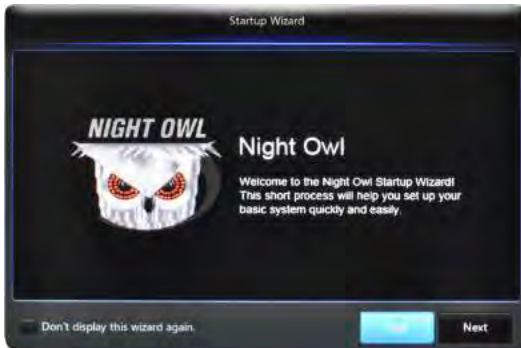 Startup Wizard
NIGHT OWL
Night Owl
Welcome to the Night Owl Startup Wizard!
This short process will help you set up your
basic system quickly and easily.
Don't display this wizard again.
Next